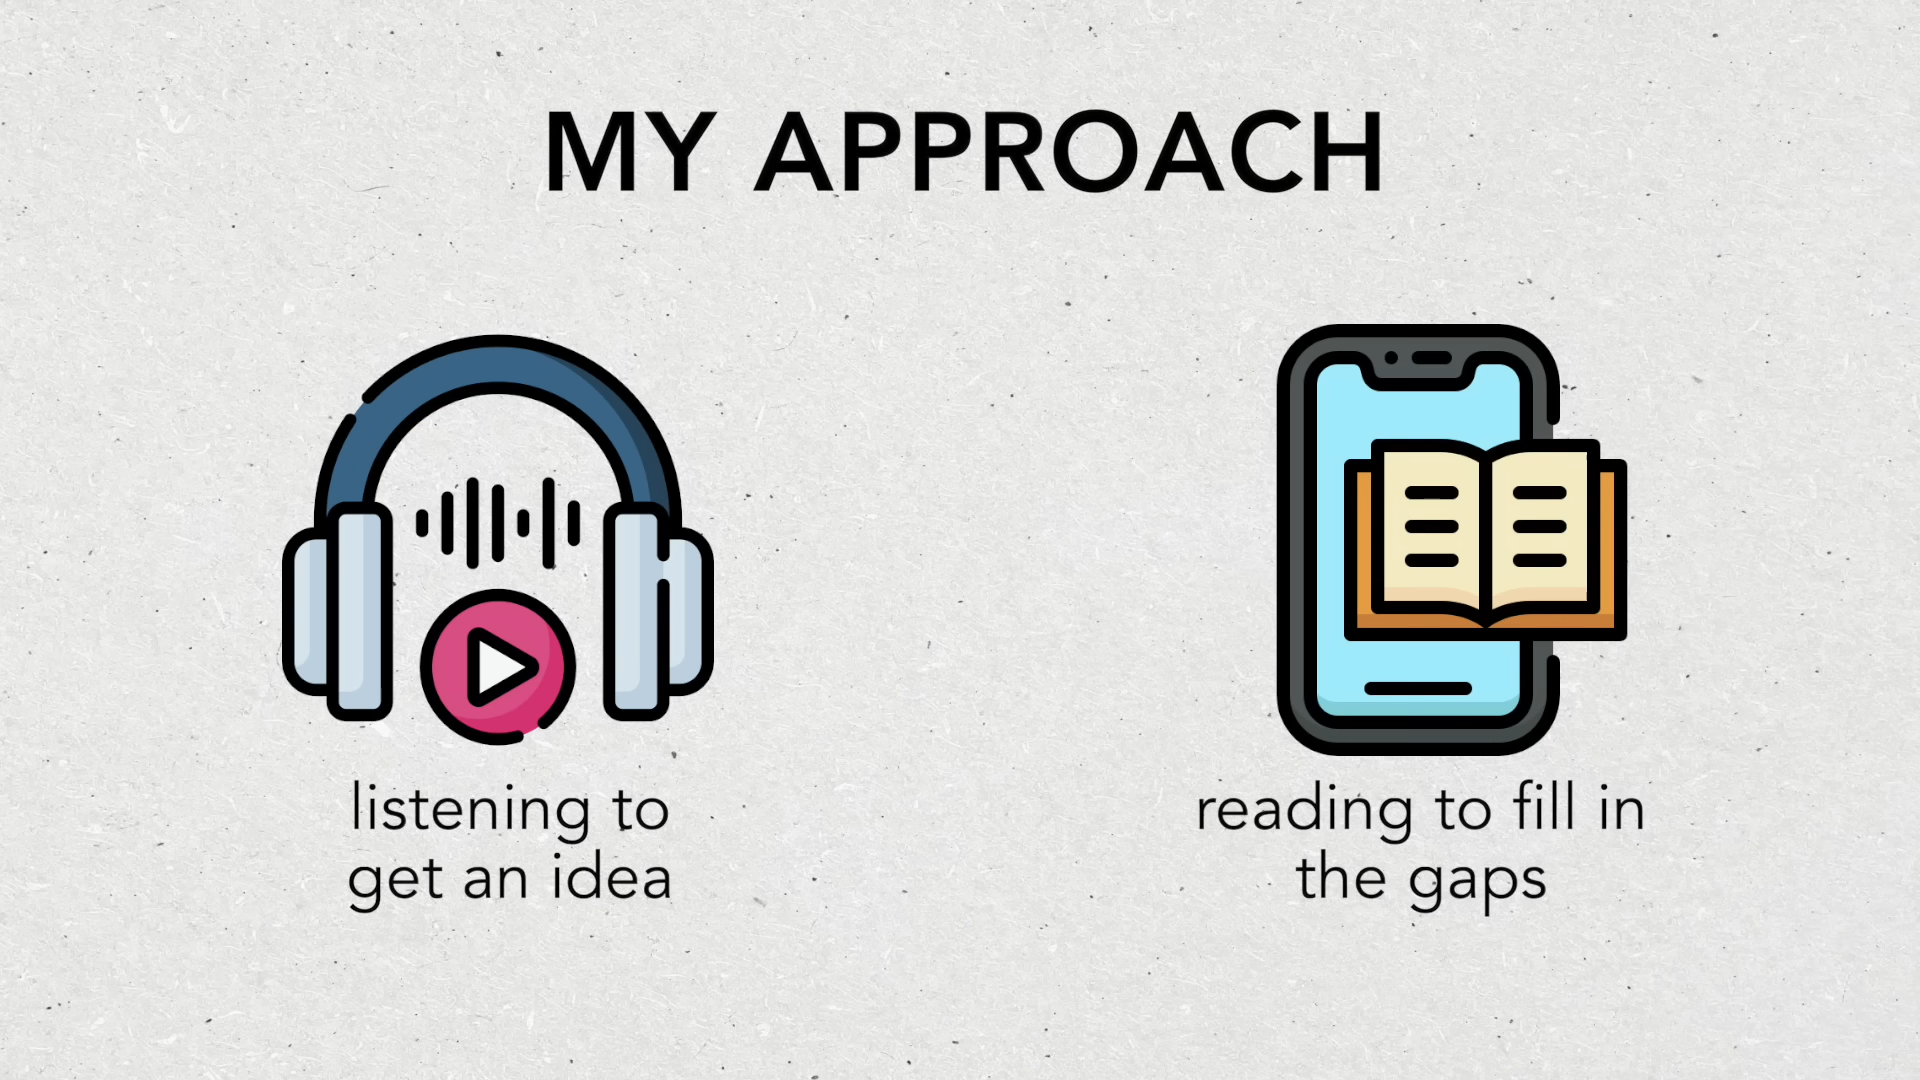 MY APPROACH
listening to
get an idea
reading to fill in
the gaps